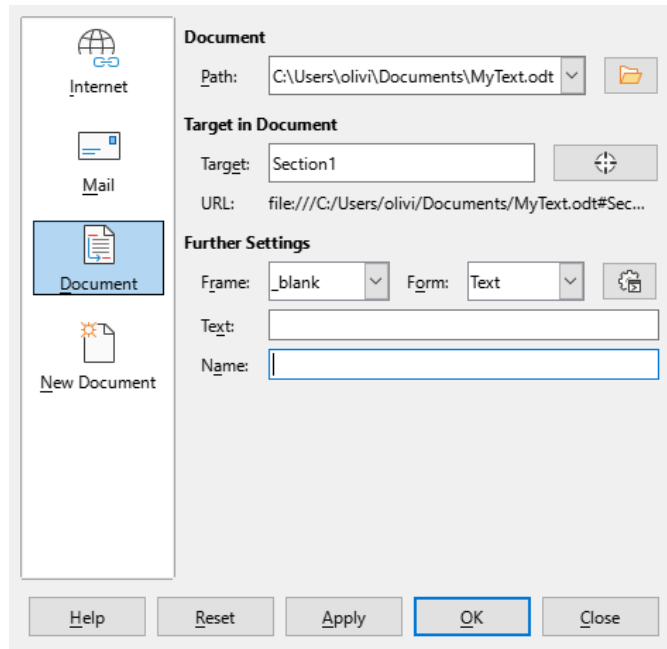 Internet
Mail
Document
New Document
Document
Path: C:\Users\olivi\Documents\MyText.odt
Target in Document
Target: Section1
URL: file:///C:/Users/olivi/Documents/MyText.odt#Sec...
Further Settings
Frame: _blank Form: Text
Text:
Name:
Help Reset Apply OK Close